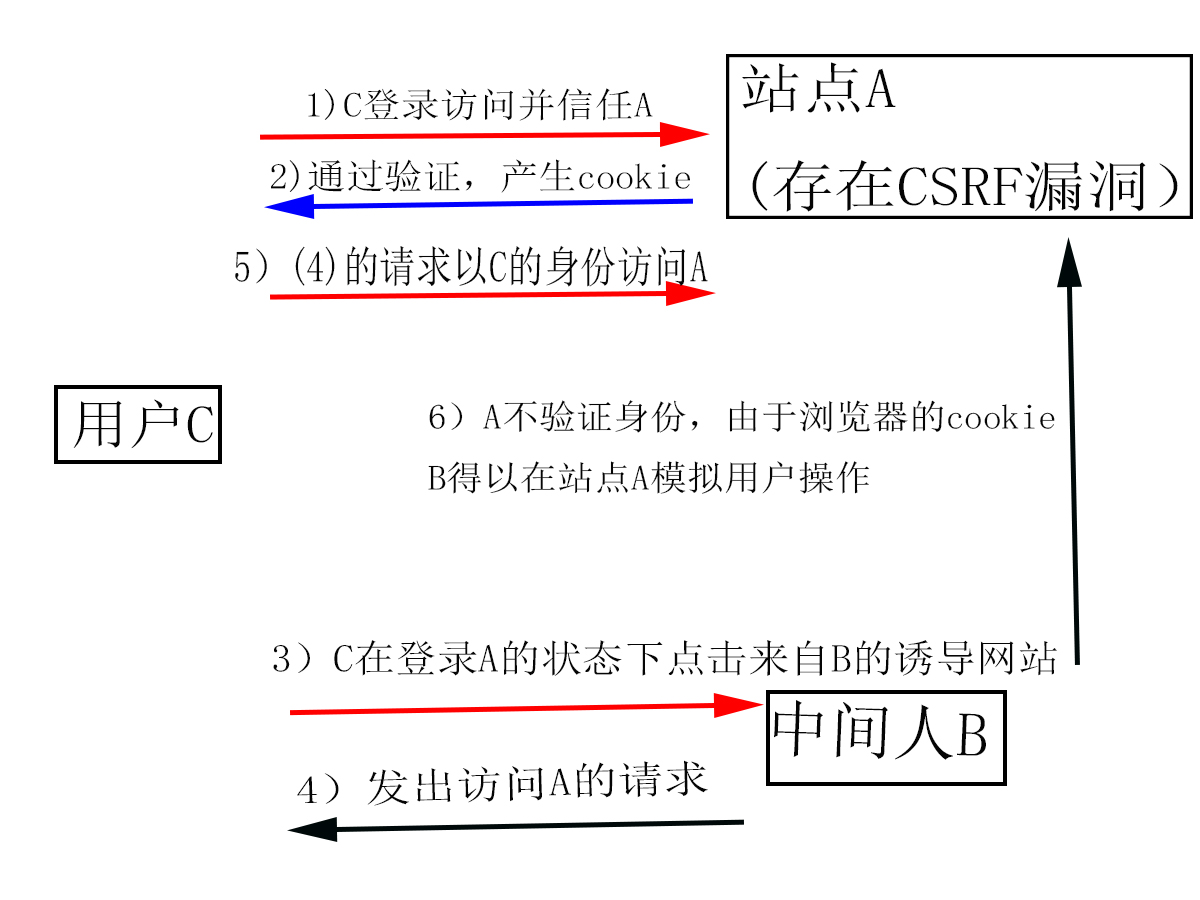 站点A
(存在CSRF漏洞）
1)C登录访问并信任A
2)通过验证，产生cookie
5）(4)的请求以C的身份访问A
用户C
6）A不验证身份，由于浏览器的cookie
B得以在站点A模拟用户操作
3）C在登录A的状态下点击来自B的诱导网站
中间人B
4）发出访问A的请求